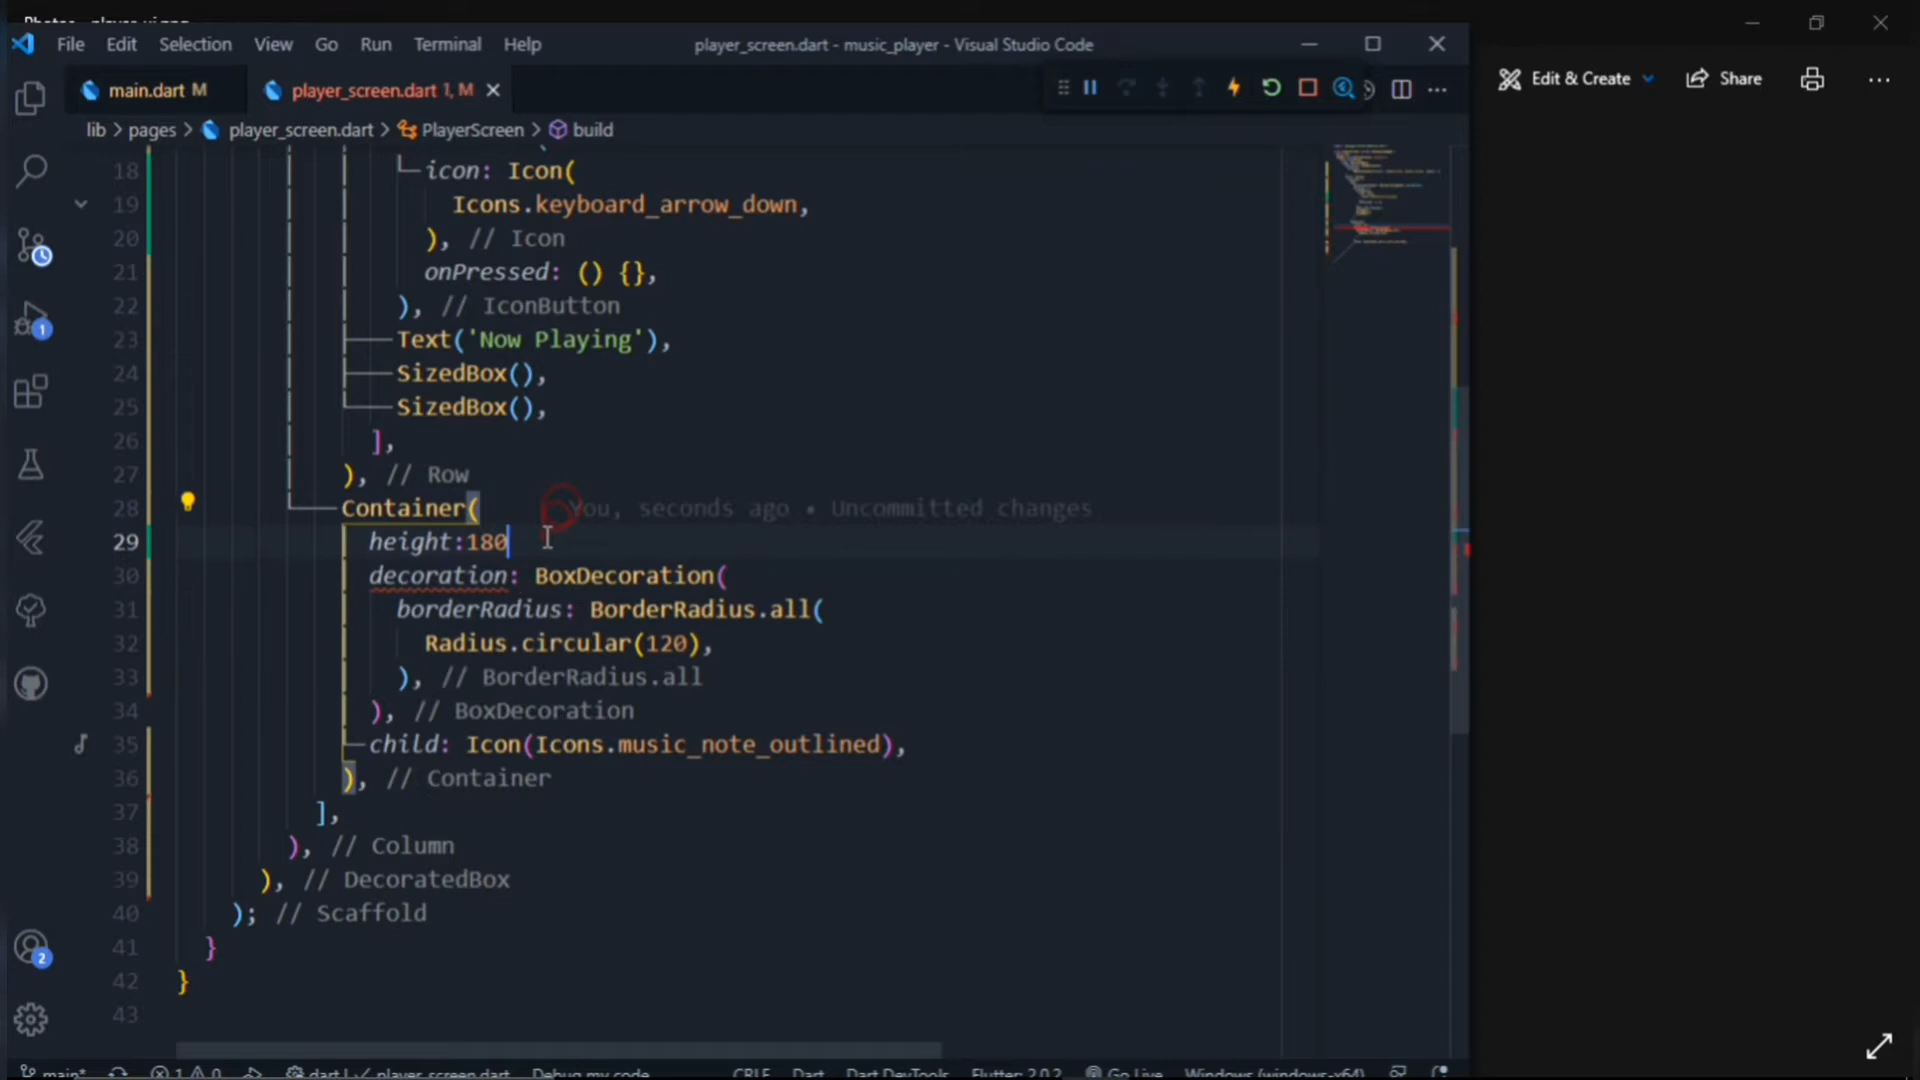 File Edit Selection View Go Run Terminal Help
player_screen.dart - music_player - Visual Studio Code
Edit & Create Share
main.dart M
player_screen.dart 1, M
lib > pages > player_screen.dart > PlayerScreen > build
18 icon: Icon(
19 Icons.keyboard_arrow_down,
20 ), // Icon
21 onPressed: () {},
22 ), // IconButton
23 Text('Now Playing'),
24 SizedBox(),
25 SizedBox(),
26 ],
27 ), // Row
28 Container( You, seconds ago • Uncommitted changes
29 height:180
30 decoration: BoxDecoration(
31 borderRadius: BorderRadius.all(
32 Radius.circular(120),
33 ), // BorderRadius.all
34 ), // BoxDecoration
35 child: Icon(Icons.music_note_outlined),
36 ), // Container
37 ],
38 ), // Column
39 ), // DecoratedBox
40 ); // Scaffold
41 }
42 }
43
1
2
main* 1 0 dart | player_screen.dart Debug my code CRLF Dart Dart DevTools Flutter: 2.0.2 Go Live Windows (windows-x64)